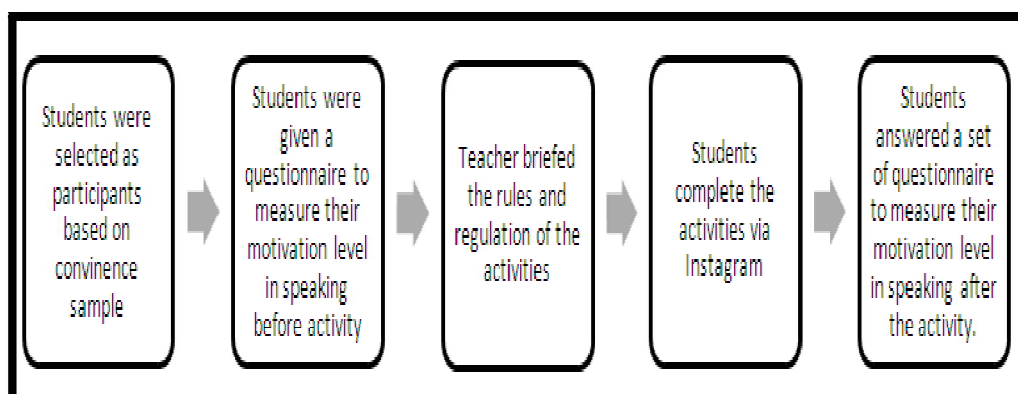 Students were
selected as
participants
based on
convinence
sample
Students were
given a
questionnaire to
measure their
motivation level
in speaking
before activity
Teacher briefed
the rules and
regulation of the
activities
Students
complete the
activities via
Instagram
Students
answered a set
of questionnaire
to measure their
motivation level
in speaking after
the activity.